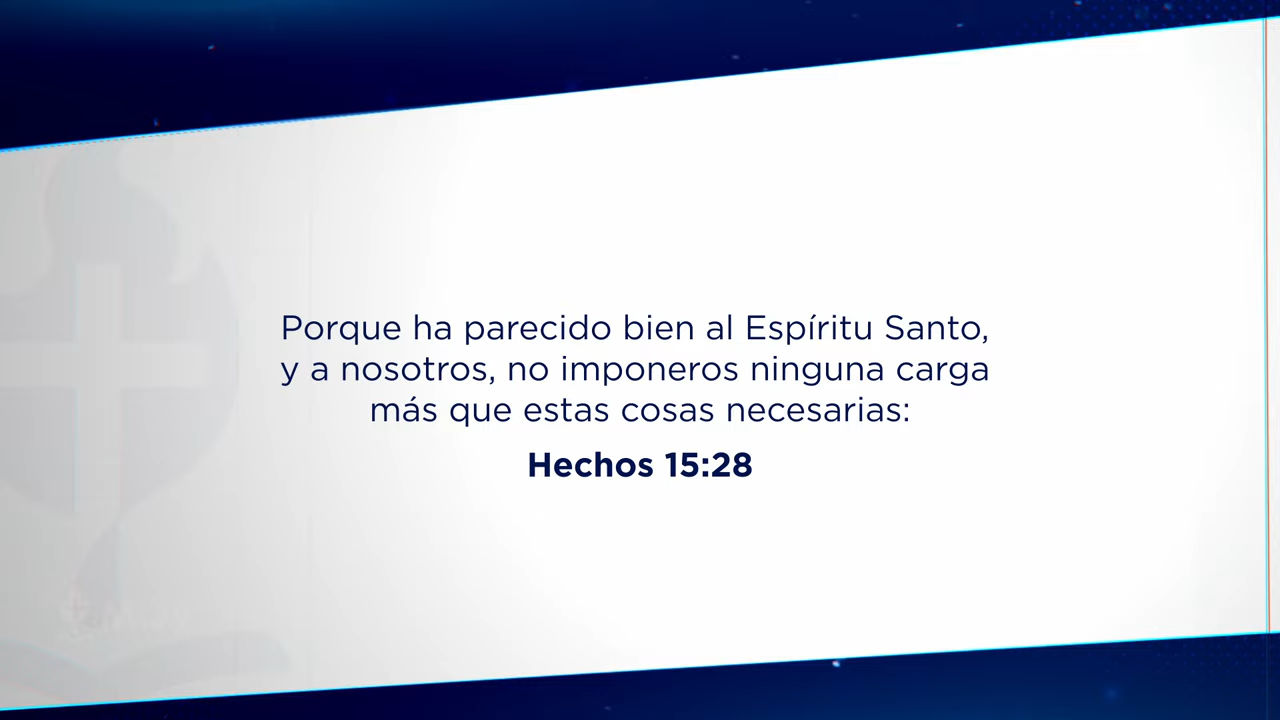 Porque ha parecido bien al Espíritu Santo,
y a nosotros, no imponeros ninguna carga
más que estas cosas necesarias:
Hechos 15:28